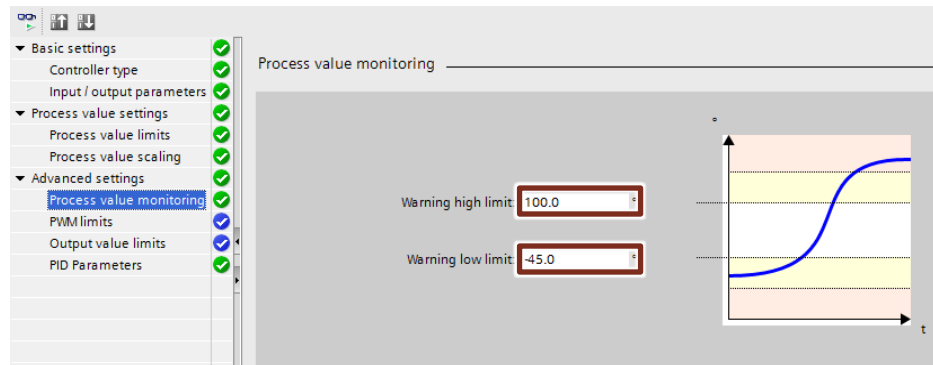 Basic settings
Controller type
Input / output parameters
Process value settings
Process value limits
Process value scaling
Advanced settings
Process value monitoring
PWM limits
Output value limits
PID Parameters
Process value monitoring
°
Warning high limit: 100.0 °
Warning low limit: -45.0 °
t